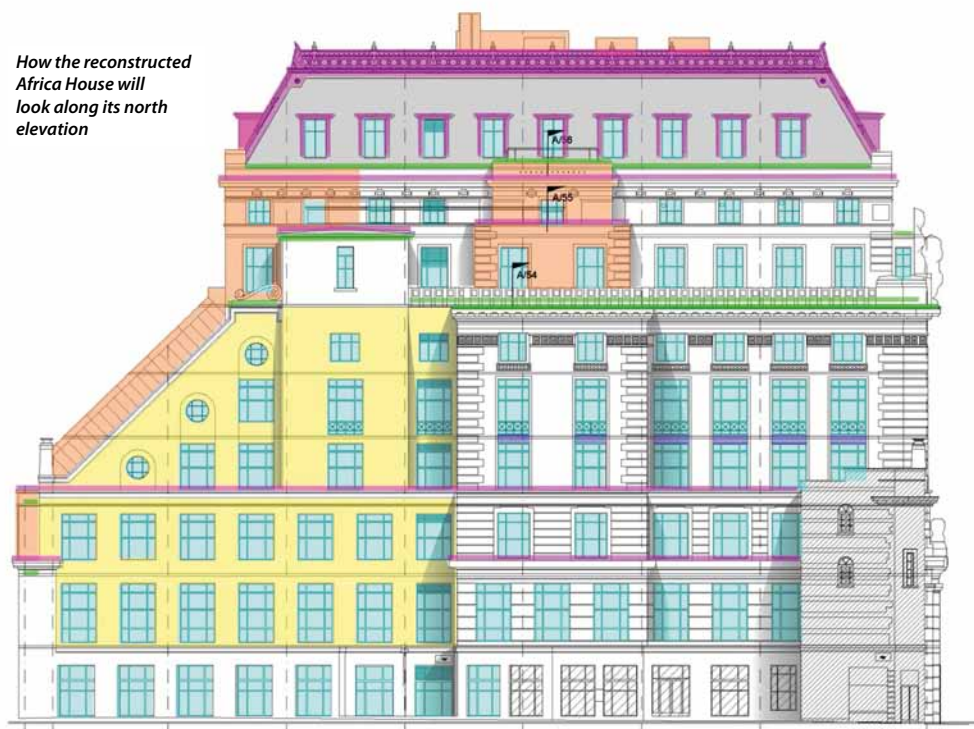 How the reconstructed
Africa House will
look along its north
elevation
A/56
A/55
A/54